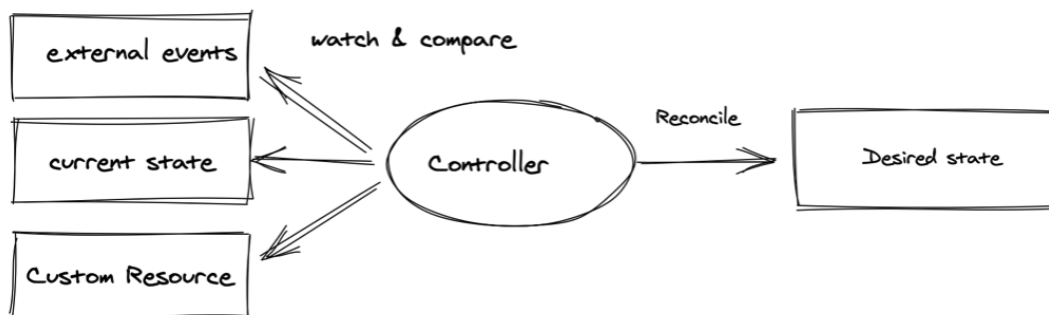 external events
watch & compare
Reconcile
current state
Controller
Desired state
Custom Resource